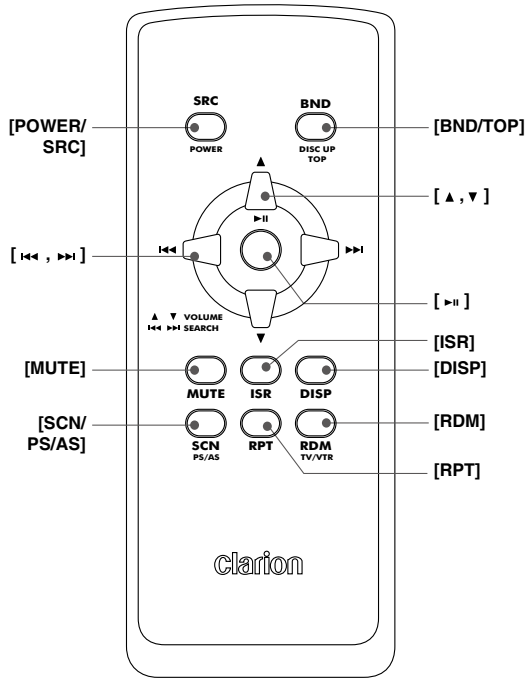 SRC
BND
[POWER/
SRC]
[BND/TOP]
POWER
DISC UP
TOP
▲
[ ▲ , ▼ ]
►II
[ I◄◄ , ►►I ]
I◄◄
►►I
[ ►II ]
▲ ▼ VOLUME
I◄◄ ►►I SEARCH
▼
[ISR]
[MUTE]
[DISP]
MUTE
ISR
DISP
[SCN/
PS/AS]
[RDM]
SCN
RPT
RDM
PS/AS
TV/VTR
[RPT]
clarion